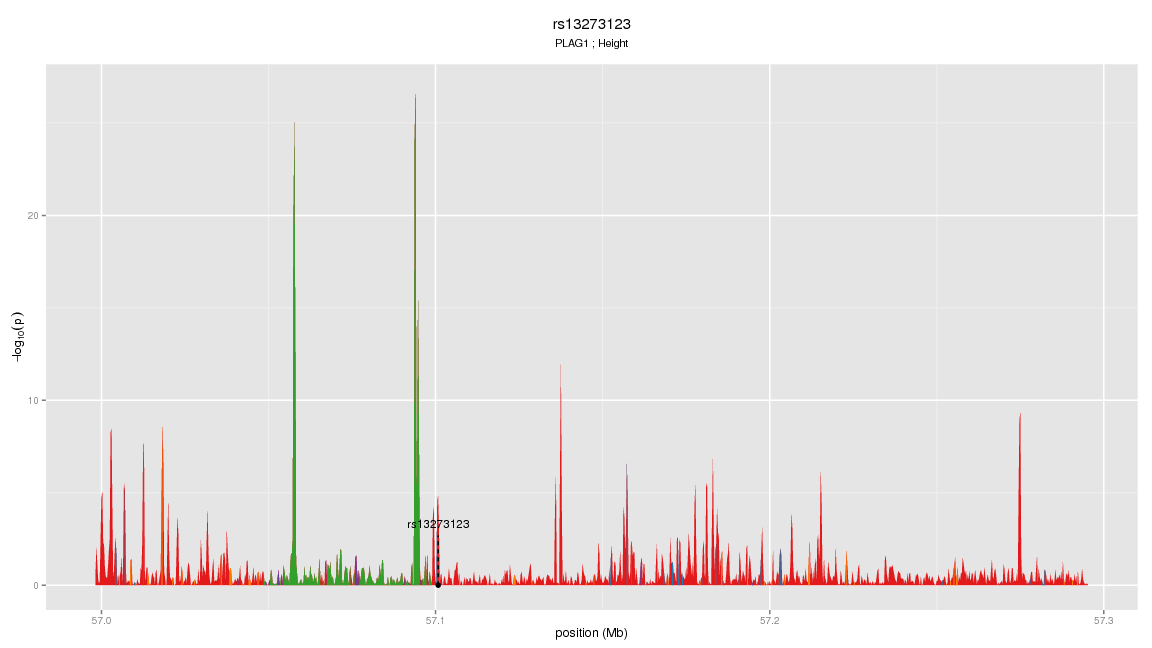 rs13273123
PLAG1 ; Height
−log10(p)
20
10
0
rs13273123
57.0
57.1
57.2
57.3
position (Mb)